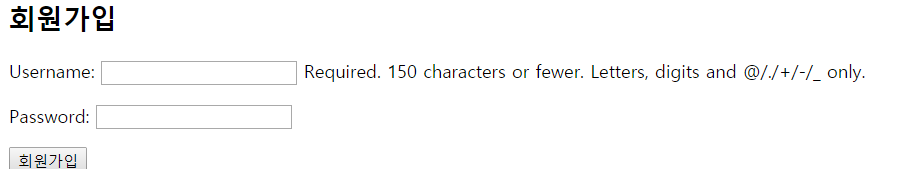 회원가입
Username: Required. 150 characters or fewer. Letters, digits and @/./+/-/_ only.
Password:
회원가입